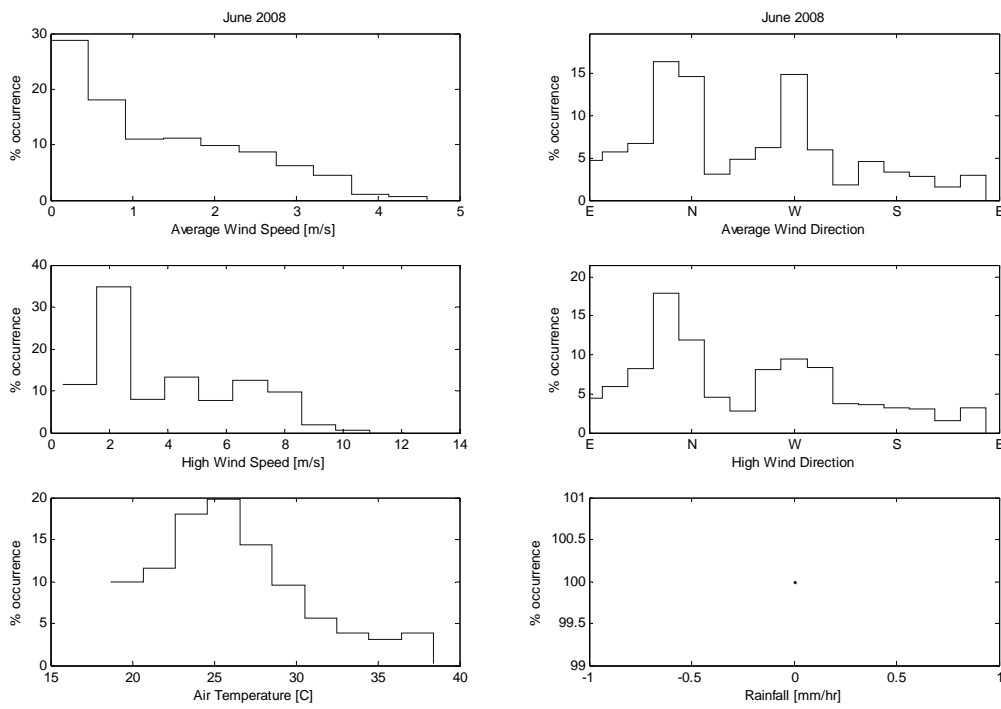 June 2008
30
20
10
0
% occurrence
0 1 2 3 4 5
Average Wind Speed [m/s]
June 2008
15
10
5
0
% occurrence
E N W S E
Average Wind Direction
40
30
20
10
0
% occurrence
0 2 4 6 8 10 12 14
High Wind Speed [m/s]
20
15
10
5
0
% occurrence
E N W S E
High Wind Direction
20
15
10
5
0
% occurrence
15 20 25 30 35 40
Air Temperature [C]
101
100.5
100
99.5
99
% occurrence
-1 -0.5 0 0.5 1
Rainfall [mm/hr]